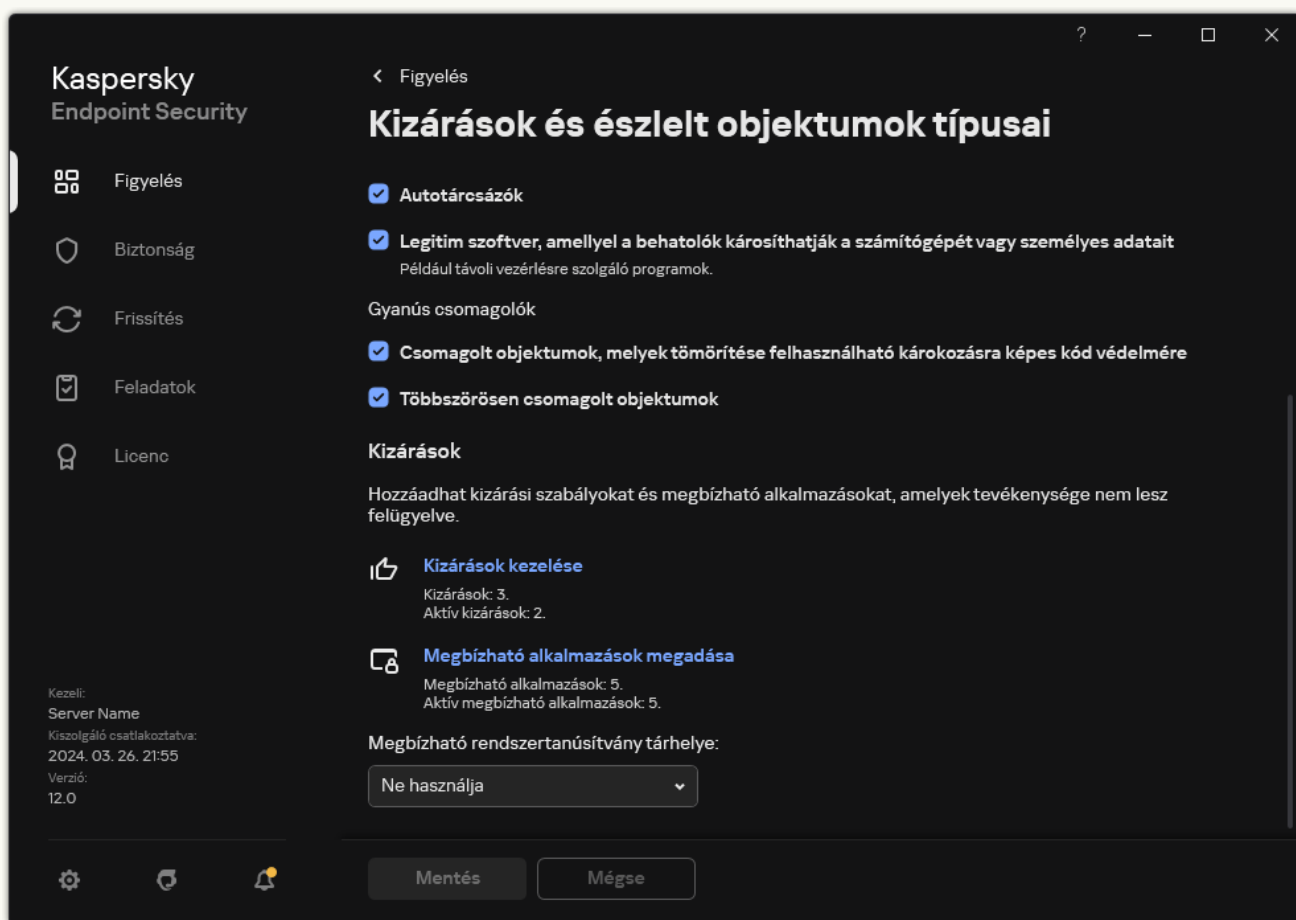 Kaspersky
Endpoint Security
Figyelés
Biztonság
Frissítés
Feladatok
Licenc
Kezeli:
Server Name
Kiszolgáló csatlakoztatva:
2024. 03. 26. 21:55
Verzió:
12.0
?
Figyelés
Kizárások és észlelt objektumok típusai
Autotárcsázók
Legitim szoftver, amellyel a behatolók károsíthatják a számítógépét vagy személyes adatait
Például távoli vezérlésre szolgáló programok.
Gyanús csomagolók
Csomagolt objektumok, melyek tömörítése felhasználható károkozásra képes kód védelmére
Többszörösen csomagolt objektumok
Kizárások
Hozzáadhat kizárási szabályokat és megbízható alkalmazásokat, amelyek tevékenysége nem lesz
felügyelve.
Kizárások kezelése
Kizárások: 3.
Aktív kizárások: 2.
Megbízható alkalmazások megadása
Megbízható alkalmazások: 5.
Aktív megbízható alkalmazások: 5.
Megbízható rendszertanúsítvány tárhelye:
Ne használja
Mentés
Mégse